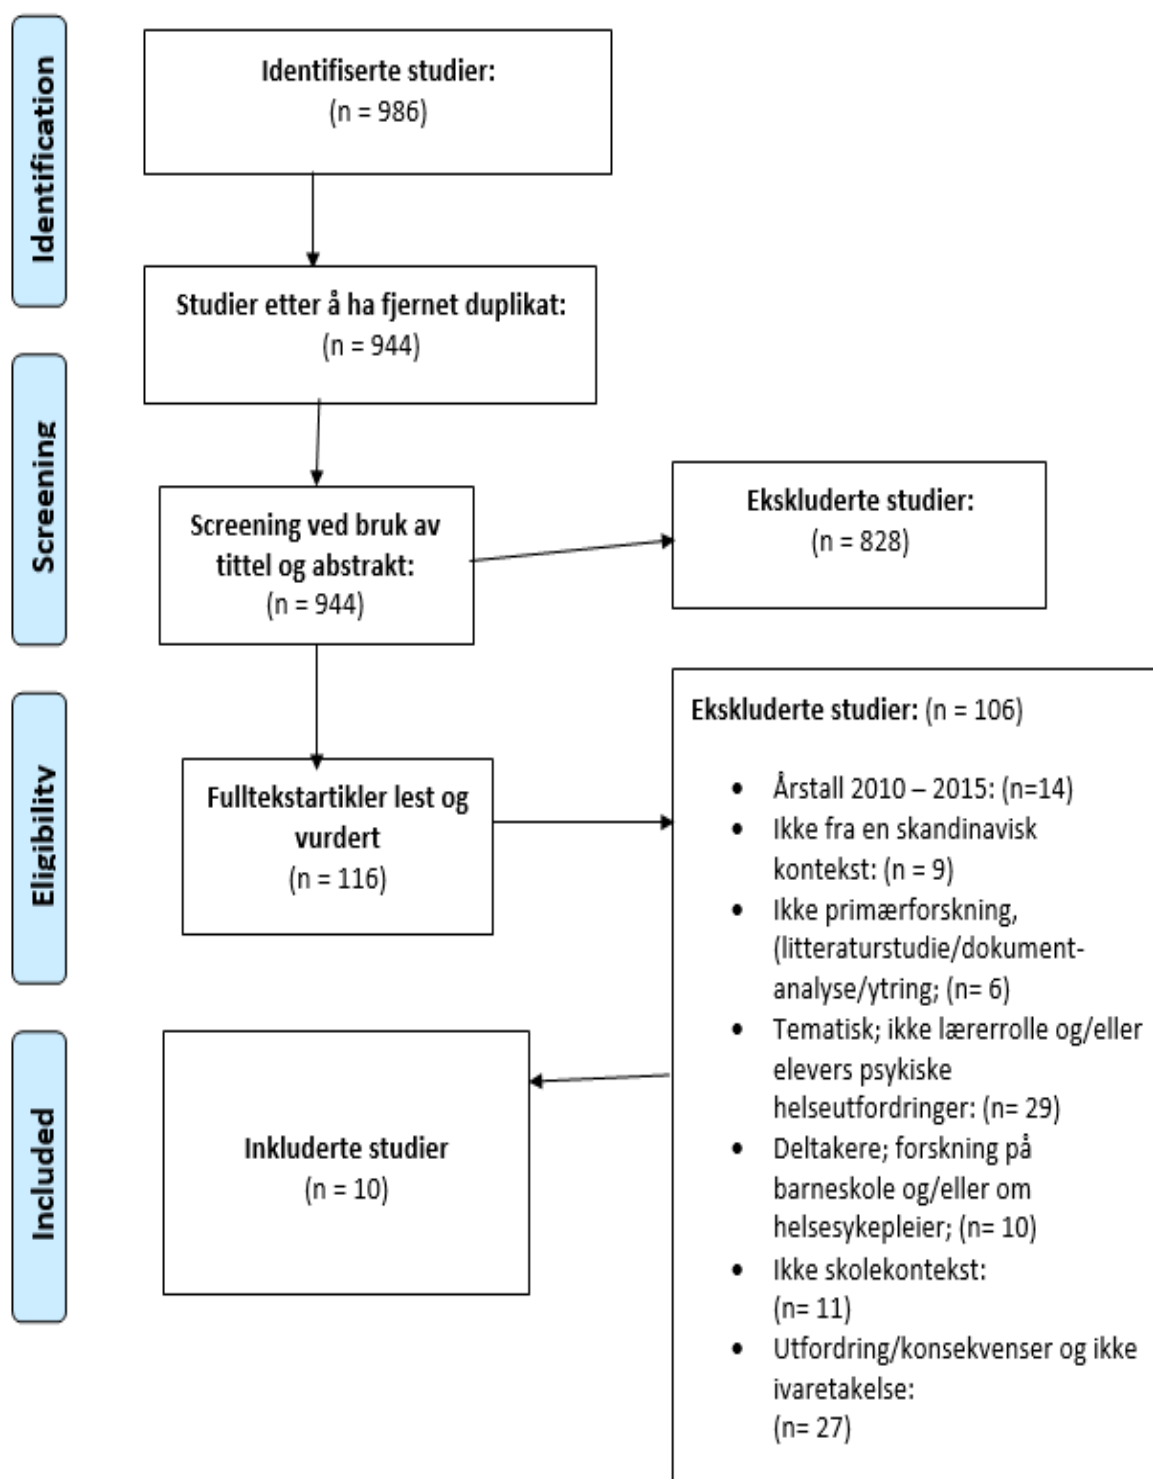 Identification
Identifiserte studier:
(n = 986)
Studier etter å ha fjernet duplikat:
(n = 944)
Screening
Screening ved bruk av
tittel og abstrakt:
(n = 944)
Ekskluderte studier:
(n = 828)
Eligibility
Fulltekstartikler lest og
vurdert
(n = 116)
Ekskluderte studier: (n = 106)
• Årstall 2010 – 2015: (n=14)
• Ikke fra en skandinavisk
kontekst: (n = 9)
• Ikke primærforskning,
(litteraturstudie/dokument-
analyse/ytring; (n= 6)
• Tematisk; ikke lærerrolle og/eller
elevers psykiske
helseutfordringer: (n= 29)
• Deltakere; forskning på
barneskole og/eller om
helsesykepleier; (n= 10)
• Ikke skolekontekst:
(n= 11)
• Utfordring/konsekvenser og ikke
ivaretakelse:
(n= 27)
Included
Inkluderte studier
(n = 10)